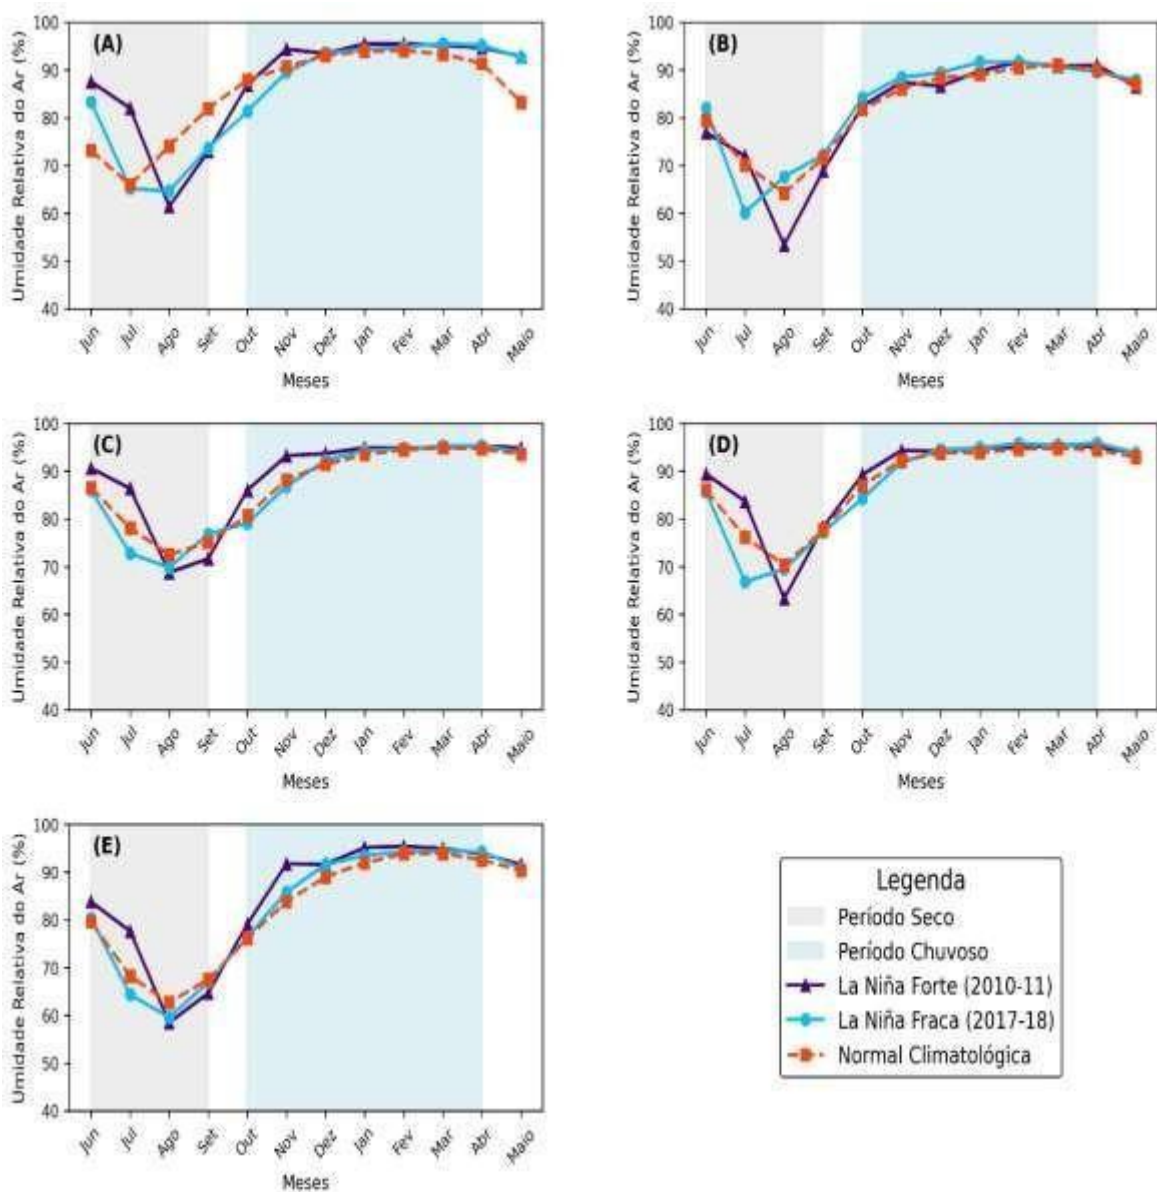 (A)
Umidade Relativa do Ar (%)
100
90
80
70
60
50
40
Jun Jul Ago Set Out Nov Dez Jan Fev Mar Abr Maio
Meses
(B)
Umidade Relativa do Ar (%)
100
90
80
70
60
50
40
Jun Jul Ago Set Out Nov Dez Jan Fev Mar Abr Maio
Meses
(C)
Umidade Relativa do Ar (%)
100
90
80
70
60
50
40
Jun Jul Ago Set Out Nov Dez Jan Fev Mar Abr Maio
Meses
(D)
Umidade Relativa do Ar (%)
100
90
80
70
60
50
40
Jun Jul Ago Set Out Nov Dez Jan Fev Mar Abr Maio
Meses
(E)
Umidade Relativa do Ar (%)
100
90
80
70
60
50
40
Jun Jul Ago Set Out Nov Dez Jan Fev Mar Abr Maio
Meses
Legenda
Período Seco
Período Chuvoso
La Niña Forte (2010-11)
La Niña Fraca (2017-18)
Normal Climatológica